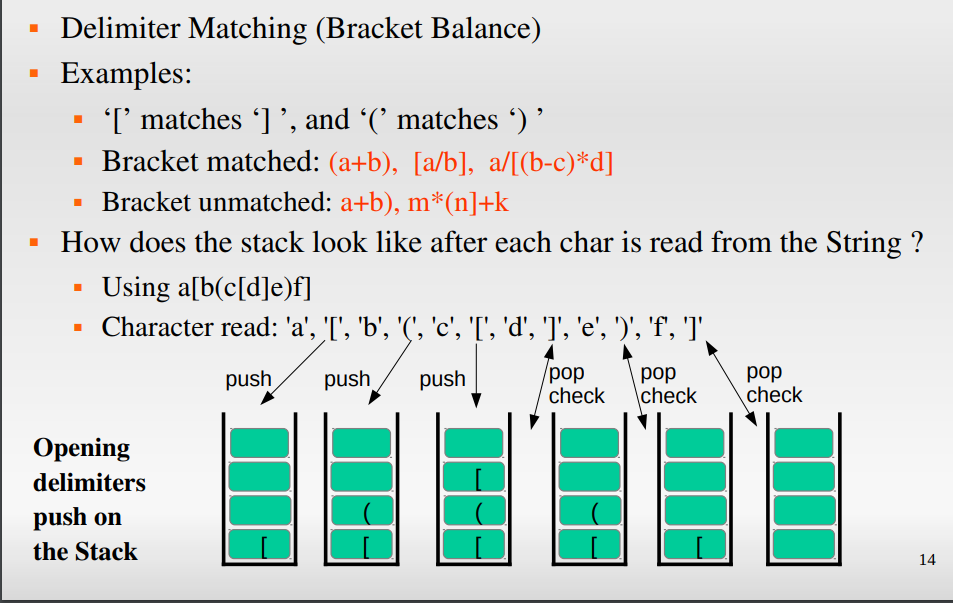 Delimiter Matching (Bracket Balance)
Examples:
‘[’ matches ‘] ’, and ‘(’ matches ‘) ’
Bracket matched: (a+b), [a/b], a/[(b-c)*d]
Bracket unmatched: a+b), m*(n]+k
How does the stack look like after each char is read from the String ?
Using a[b(c[d]e)f]
Character read: 'a', '[', 'b', '(', 'c', '[', 'd', ']', 'e', ')', 'f', ']'
push push push pop pop pop
check check check
Opening
delimiters
push on
the Stack
[
( (
[ [ [ [ [
14